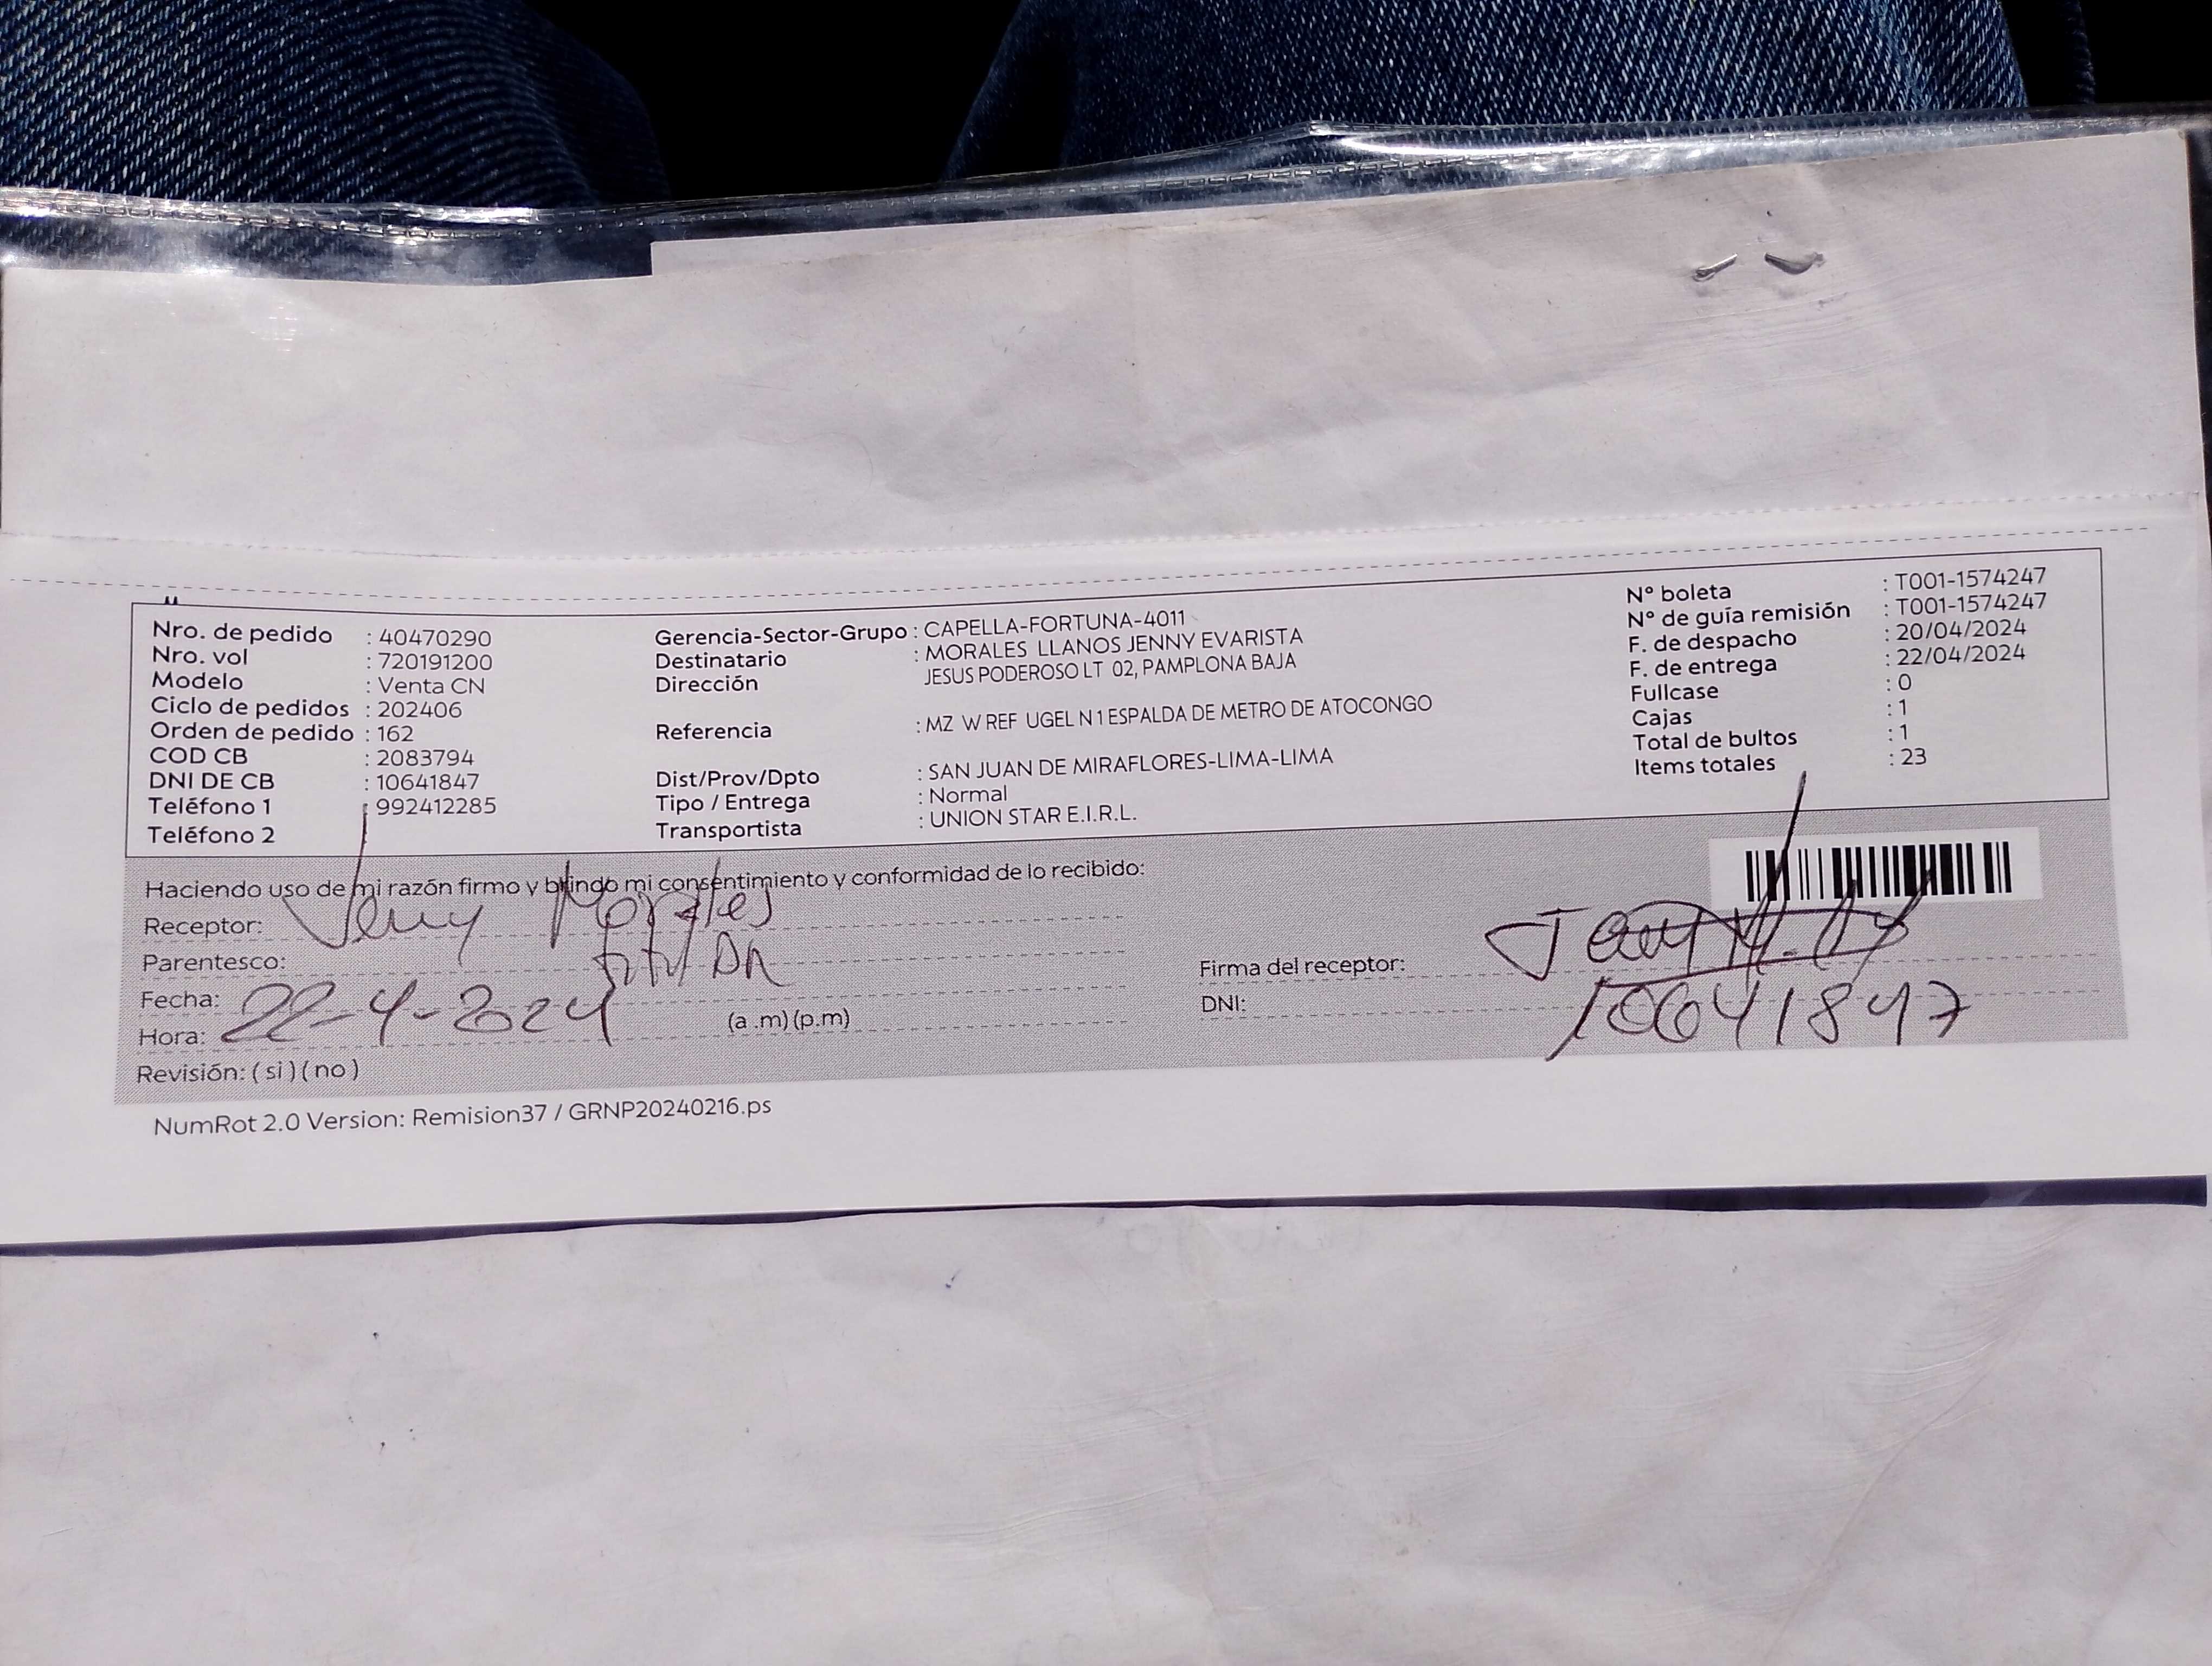 Nro. de pedido : 40470290
Nro. vol : 720191200
Modelo : Venta CN
Ciclo de pedidos : 202406
Orden de pedido : 162
COD CB : 2083794
DNI DE CB : 10641847
Teléfono 1 : 992412285
Teléfono 2
Gerencia-Sector-Grupo : CAPELLA-FORTUNA-4011
Destinatario : MORALES LLANOS JENNY EVARISTA
Dirección JESUS PODEROSO LT 02, PAMPLONA BAJA
Referencia : MZ W REF UGEL N 1 ESPALDA DE METRO DE ATOCONGO
Dist/Prov/Dpto : SAN JUAN DE MIRAFLORES-LIMA-LIMA
Tipo / Entrega : Normal
Transportista : UNION STAR E.I.R.L.
N° boleta : T001-1574247
N° de guía remisión : T001-1574247
F. de despacho : 20/04/2024
F. de entrega : 22/04/2024
Fullcase : 0
Cajas : 1
Total de bultos : 1
Items totales : 23
Haciendo uso de mi razón firmo y brindo mi consentimiento y conformidad de lo recibido:
Receptor: Jenny Morales
Parentesco:
Fecha: 22-4-2024
Hora: (a .m) (p.m)
Revisión: ( si ) ( no )
Firma del receptor:
DNI: 10641847
NumRot 2.0 Version: Remision37 / GRNP20240216.ps